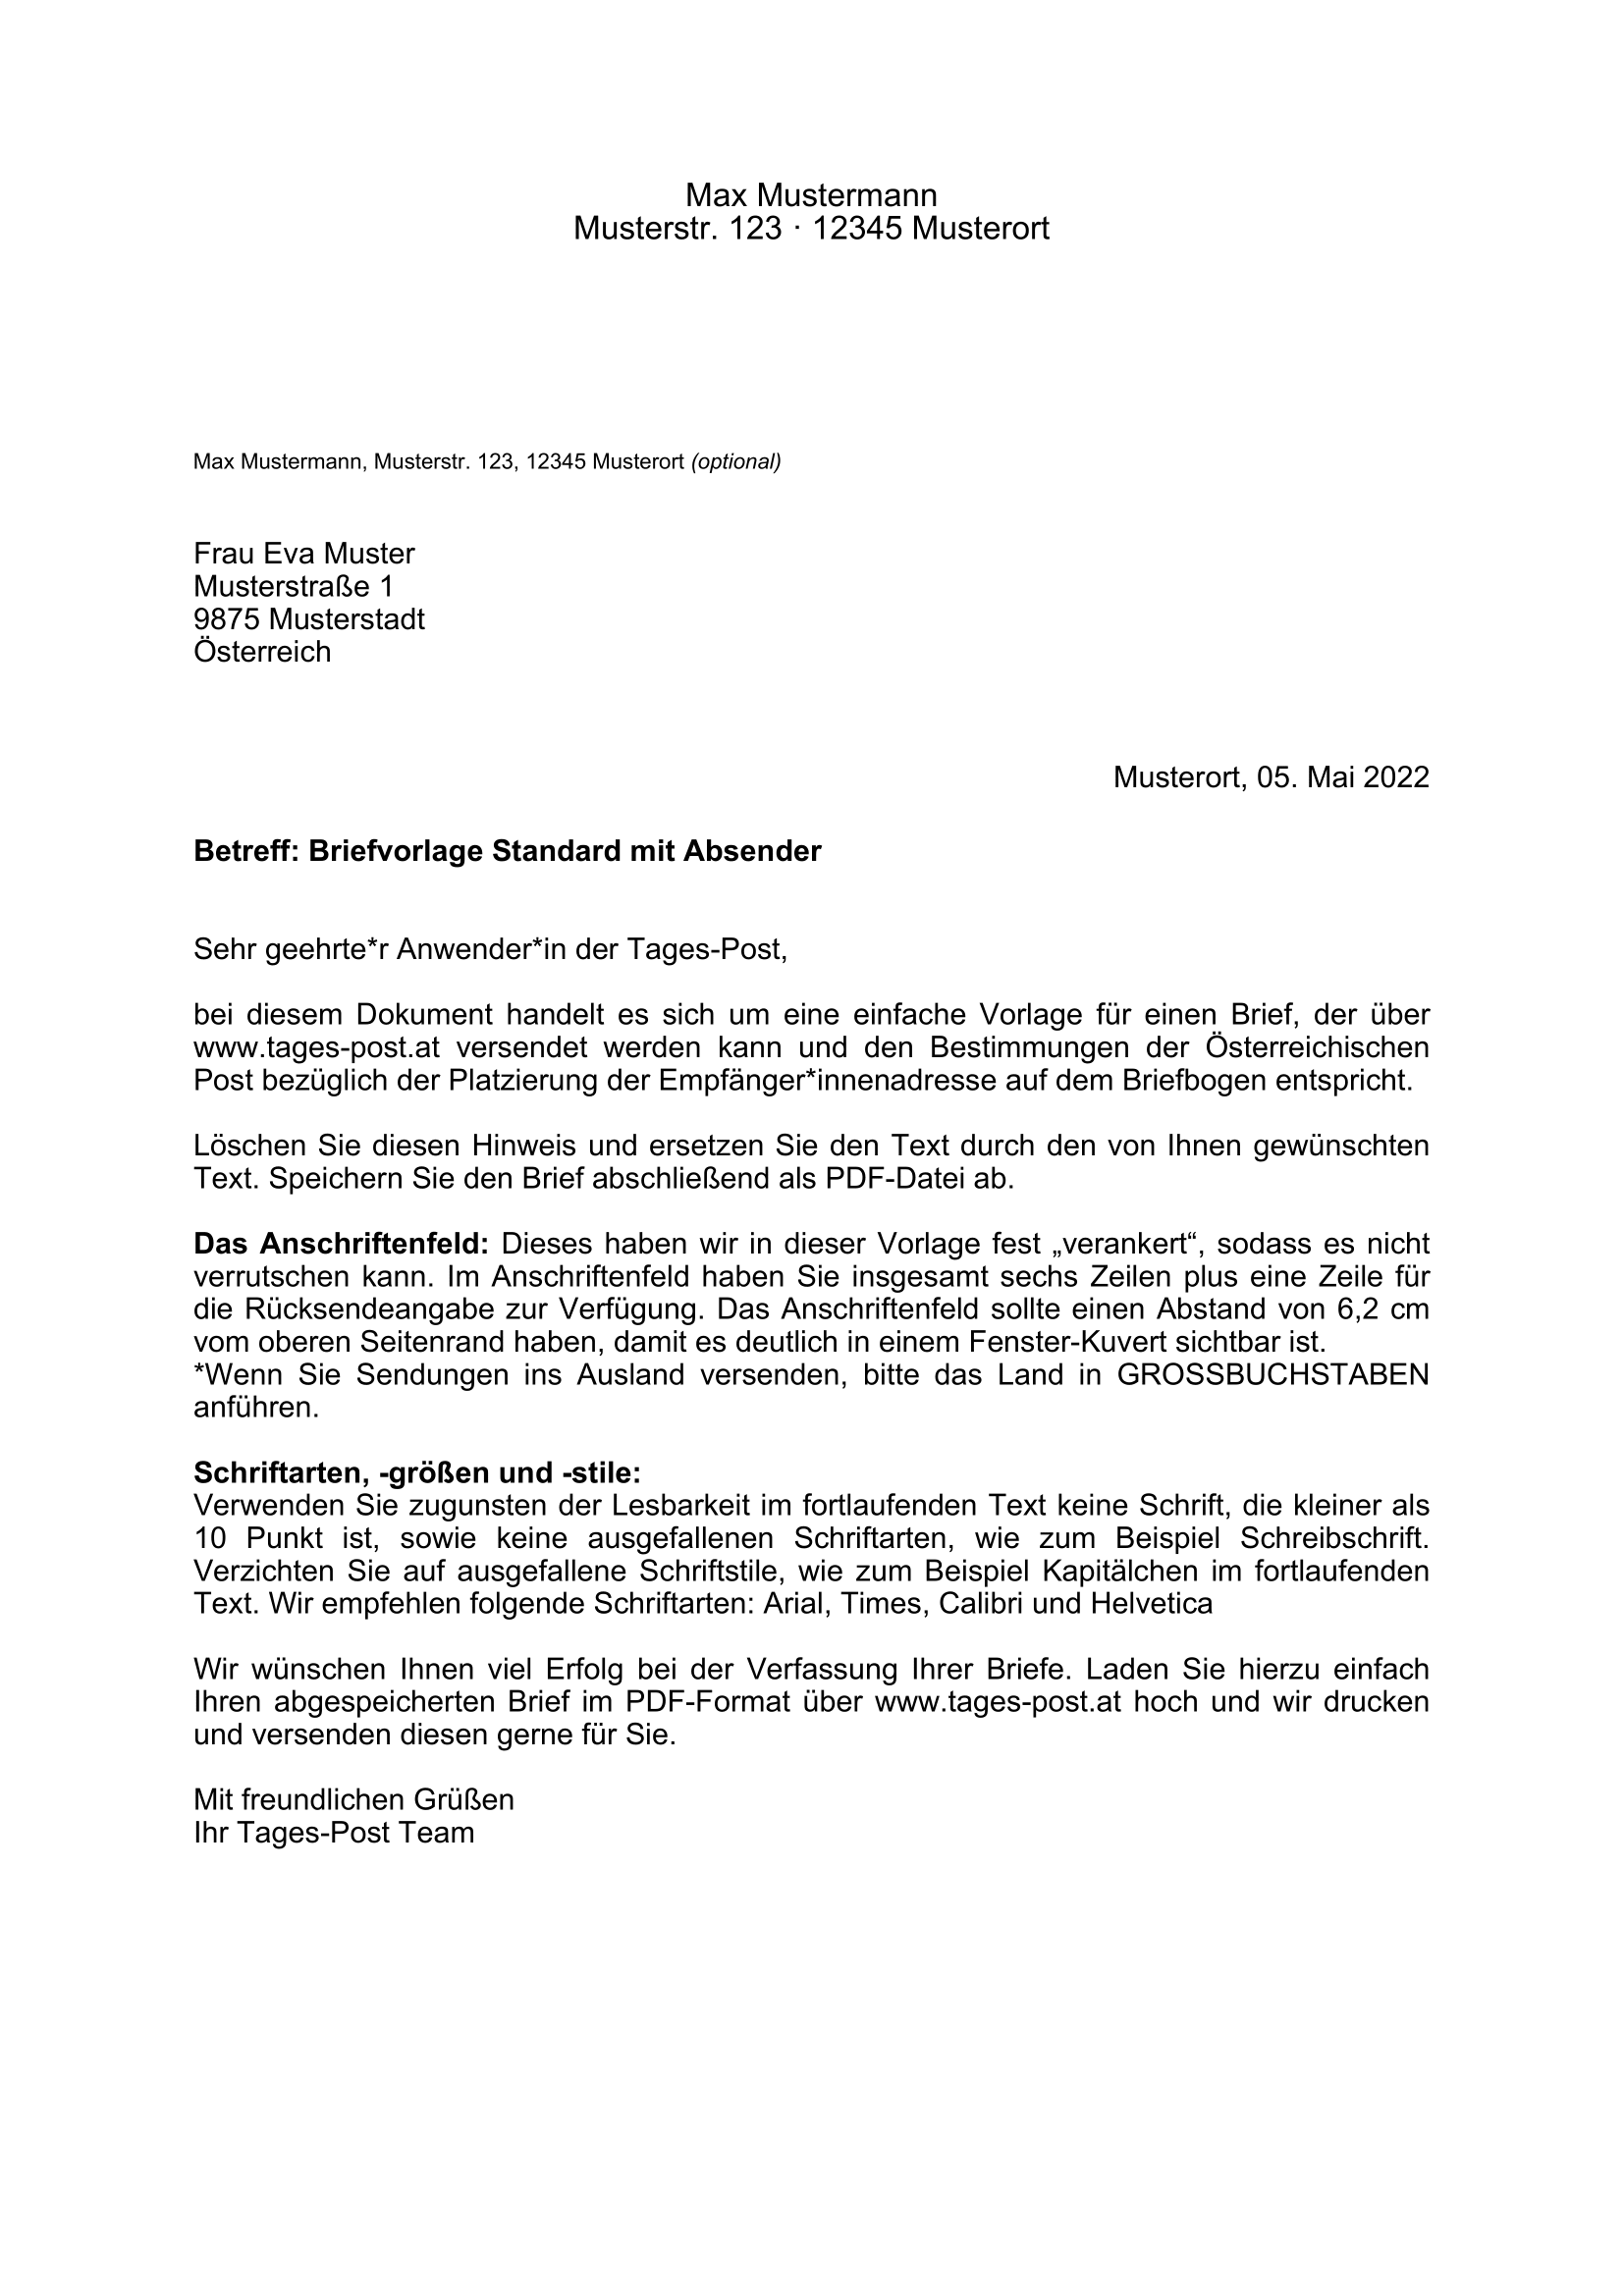 Max Mustermann
Musterstr. 123 · 12345 Musterort
Max Mustermann, Musterstr. 123, 12345 Musterort (optional)
Frau Eva Muster
Musterstraße 1
9875 Musterstadt
Österreich
Musterort, 05. Mai 2022
Betreff: Briefvorlage Standard mit Absender
Sehr geehrte*r Anwender*in der Tages-Post,
bei diesem Dokument handelt es sich um eine einfache Vorlage für einen Brief, der über
www.tages-post.at versendet werden kann und den Bestimmungen der Österreichischen
Post bezüglich der Platzierung der Empfänger*innenadresse auf dem Briefbogen entspricht.
Löschen Sie diesen Hinweis und ersetzen Sie den Text durch den von Ihnen gewünschten
Text. Speichern Sie den Brief abschließend als PDF-Datei ab.
Das Anschriftenfeld: Dieses haben wir in dieser Vorlage fest „verankert“, sodass es nicht
verrutschen kann. Im Anschriftenfeld haben Sie insgesamt sechs Zeilen plus eine Zeile für
die Rücksendeangabe zur Verfügung. Das Anschriftenfeld sollte einen Abstand von 6,2 cm
vom oberen Seitenrand haben, damit es deutlich in einem Fenster-Kuvert sichtbar ist.
*Wenn Sie Sendungen ins Ausland versenden, bitte das Land in GROSSBUCHSTABEN
anführen.
Schriftarten, -größen und -stile:
Verwenden Sie zugunsten der Lesbarkeit im fortlaufenden Text keine Schrift, die kleiner als
10 Punkt ist, sowie keine ausgefallenen Schriftarten, wie zum Beispiel Schreibschrift.
Verzichten Sie auf ausgefallene Schriftstile, wie zum Beispiel Kapitälchen im fortlaufenden
Text. Wir empfehlen folgende Schriftarten: Arial, Times, Calibri und Helvetica
Wir wünschen Ihnen viel Erfolg bei der Verfassung Ihrer Briefe. Laden Sie hierzu einfach
Ihren abgespeicherten Brief im PDF-Format über www.tages-post.at hoch und wir drucken
und versenden diesen gerne für Sie.
Mit freundlichen Grüßen
Ihr Tages-Post Team